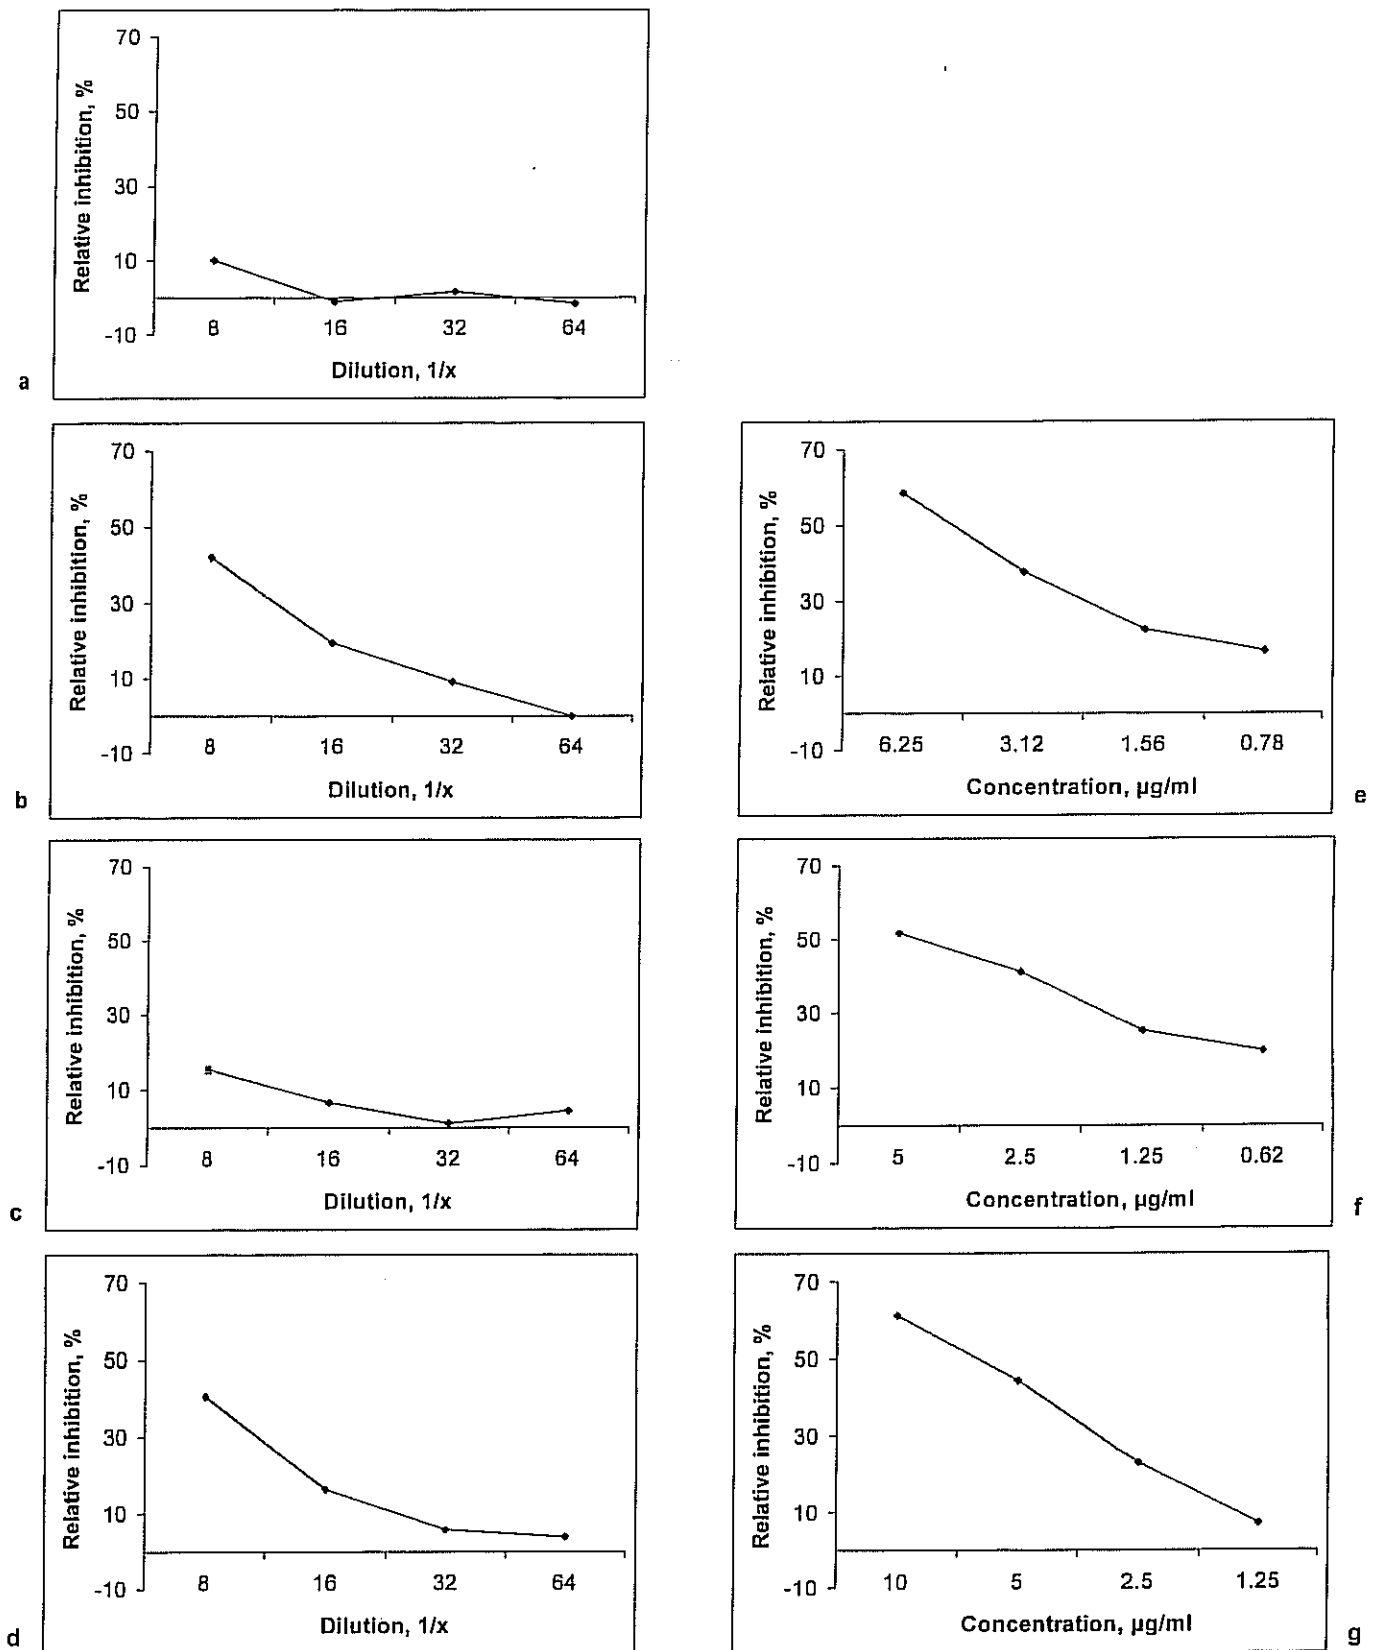 70
50
30
10
-10
Relative inhibition, %
8 16 32 64
Dilution, 1/x
a
70
50
30
10
-10
Relative inhibition, %
8 16 32 64
Dilution, 1/x
b
70
50
30
10
-10
Relative inhibition, %
6.25 3.12 1.56 0.78
Concentration, µg/ml
e
70
50
30
10
-10
Relative inhibition, %
8 16 32 64
Dilution, 1/x
c
70
50
30
10
-10
Relative inhibition, %
5 2.5 1.25 0.62
Concentration, µg/ml
f
70
50
30
10
-10
Relative inhibition, %
8 16 32 64
Dilution, 1/x
d
70
50
30
10
-10
Relative inhibition, %
10 5 2.5 1.25
Concentration, µg/ml
g